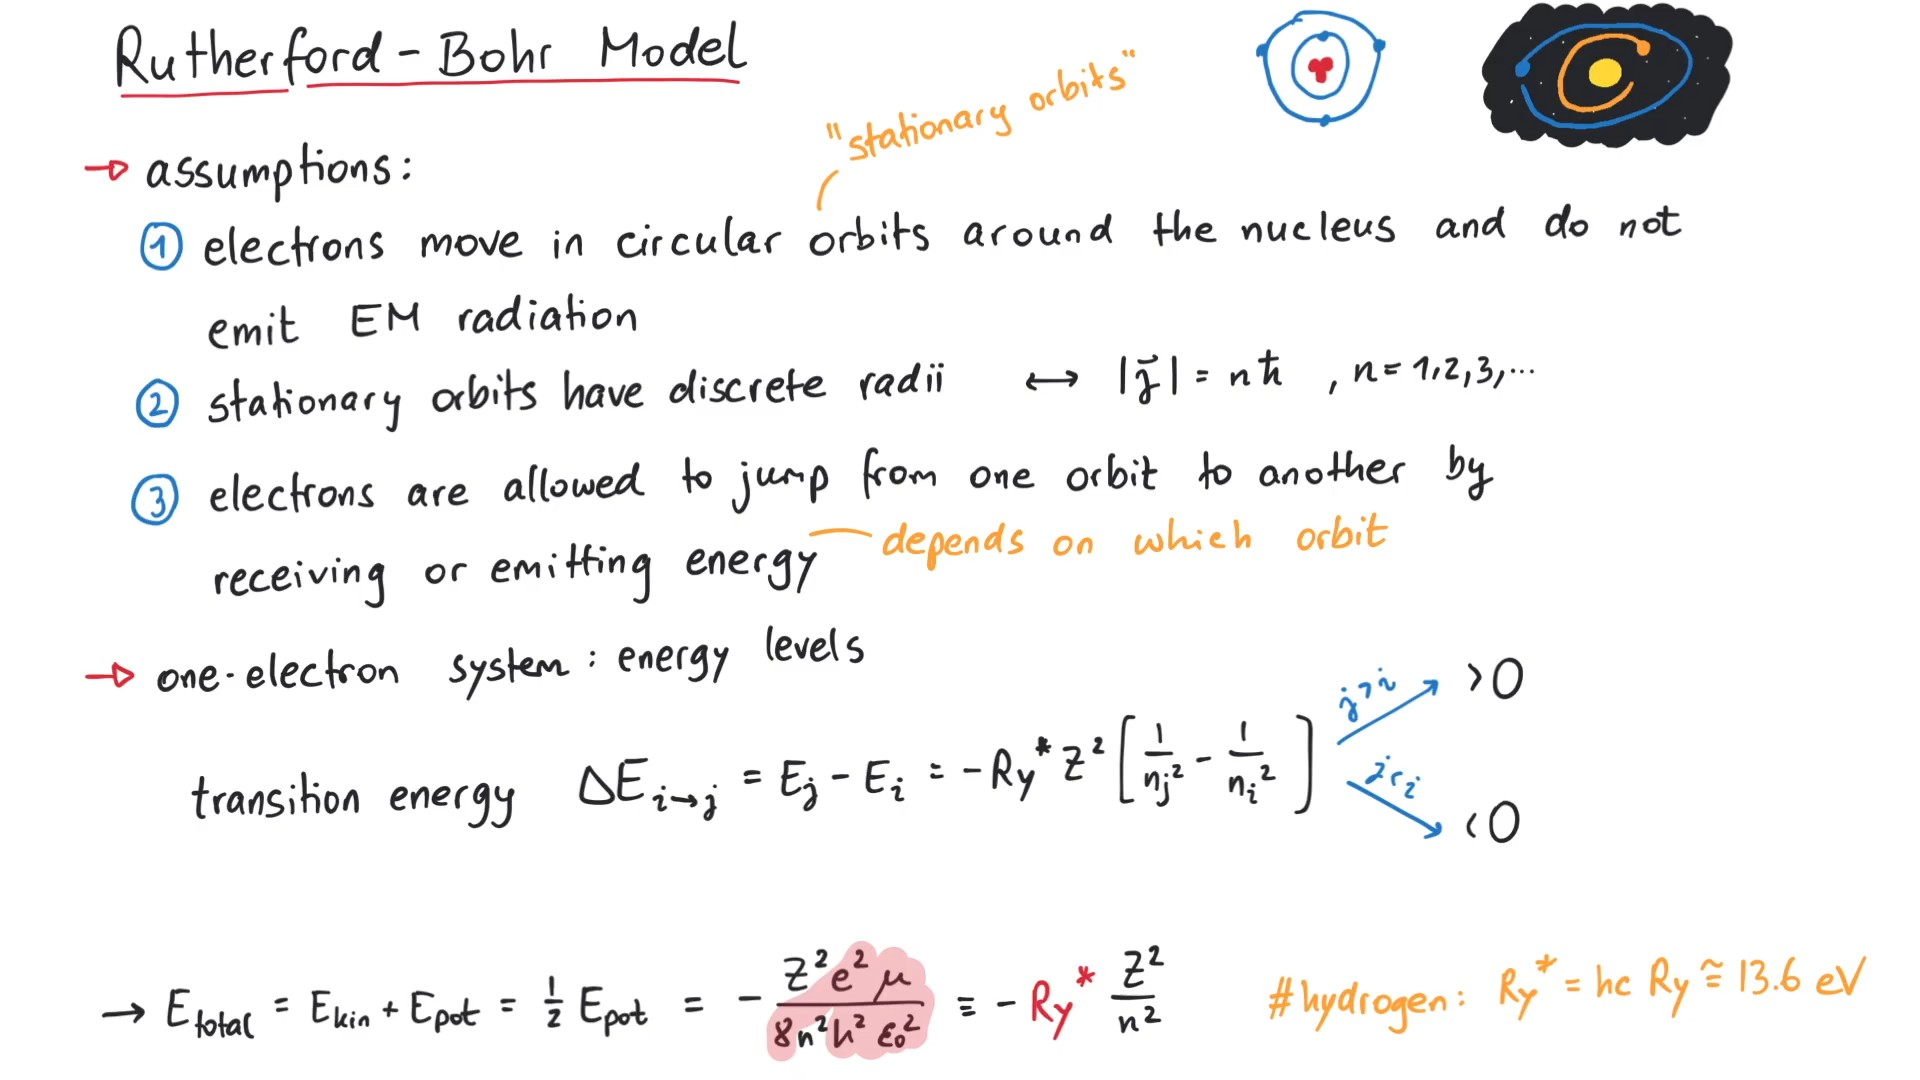 Rutherford - Bohr Model
"stationary orbits"
→ assumptions:
① electrons move in circular orbits around the nucleus and do not
emit EM radiation
② stationary orbits have discrete radii ↔ |j⃗| = nħ , n = 1,2,3,...
③ electrons are allowed to jump from one orbit to another by
receiving or emitting energy
depends on which orbit
→ one-electron system: energy levels
transition energy ΔE_{i→j} = E_j - E_i = -Ry* Z² [1/n_j² - 1/n_i²]
j>i >0
j<i <0
→ E_total = E_kin + E_pot = 1/2 E_pot = - Z²e²μ / 8n²h²ε₀² ≡ - Ry* Z²/n²
#hydrogen: Ry* = hc Ry ≅ 13.6 eV